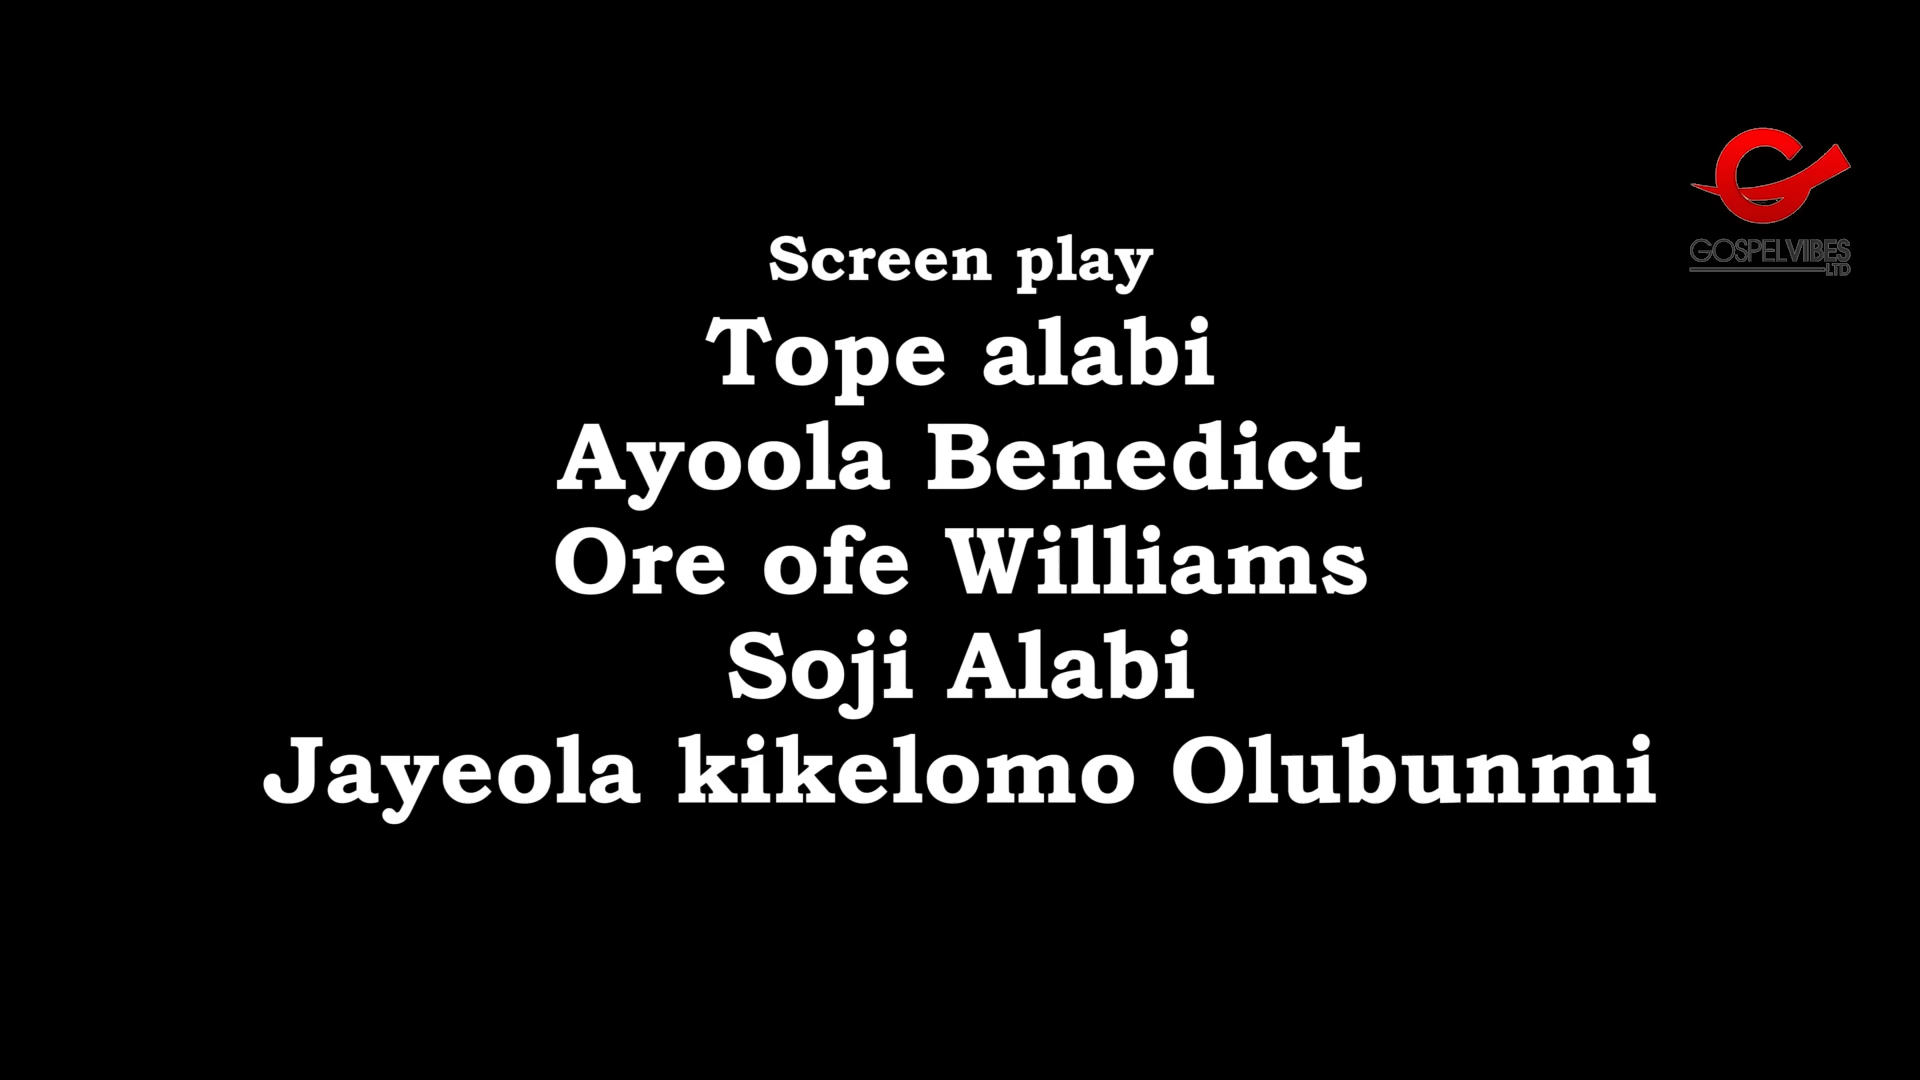 Screen play
Tope alabi
Ayoola Benedict
Ore ofe Williams
Soji Alabi
Jayeola kikelomo Olubunmi
GOSPELVIBES
LTD